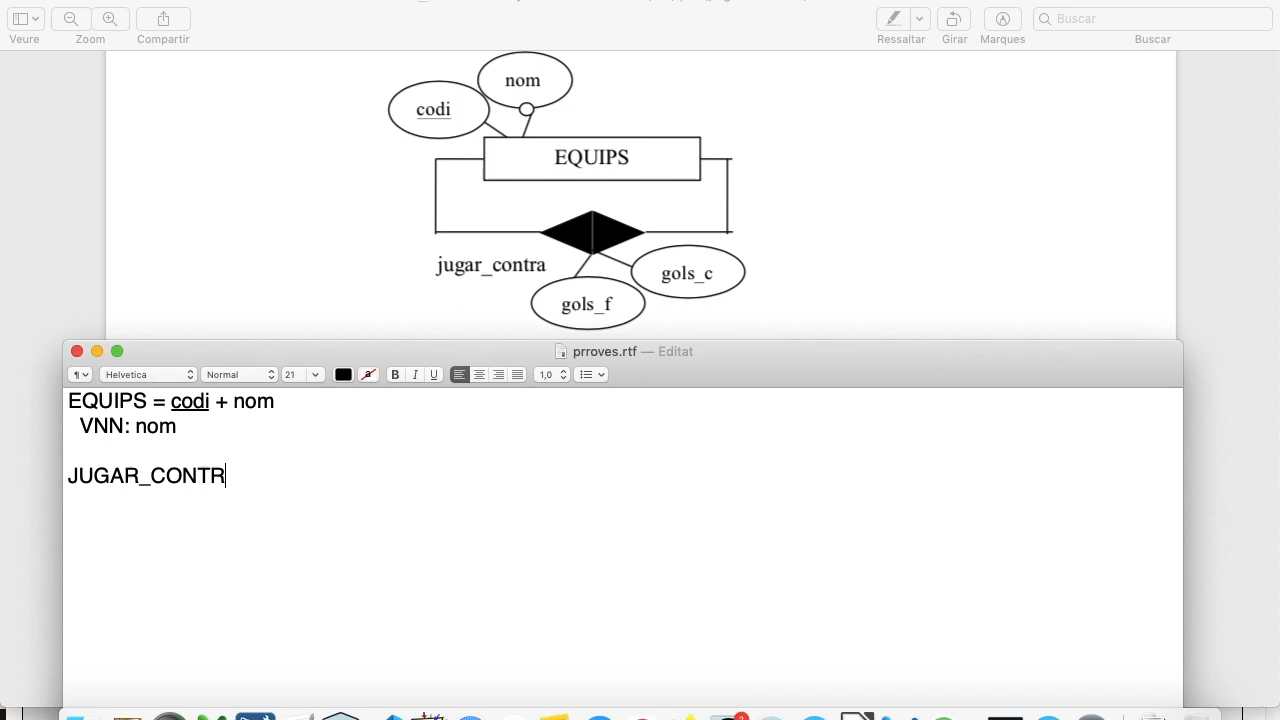 Buscar
Veure
Zoom
Compartir
Ressaltar
Girar
Marques
Buscar
nom
codi
EQUIPS
jugar_contra
gols_c
gols_f
prroves.rtf — Editat
Helvetica
Normal
21
B I U
1,0
EQUIPS = codi + nom
VNN: nom
JUGAR_CONTR